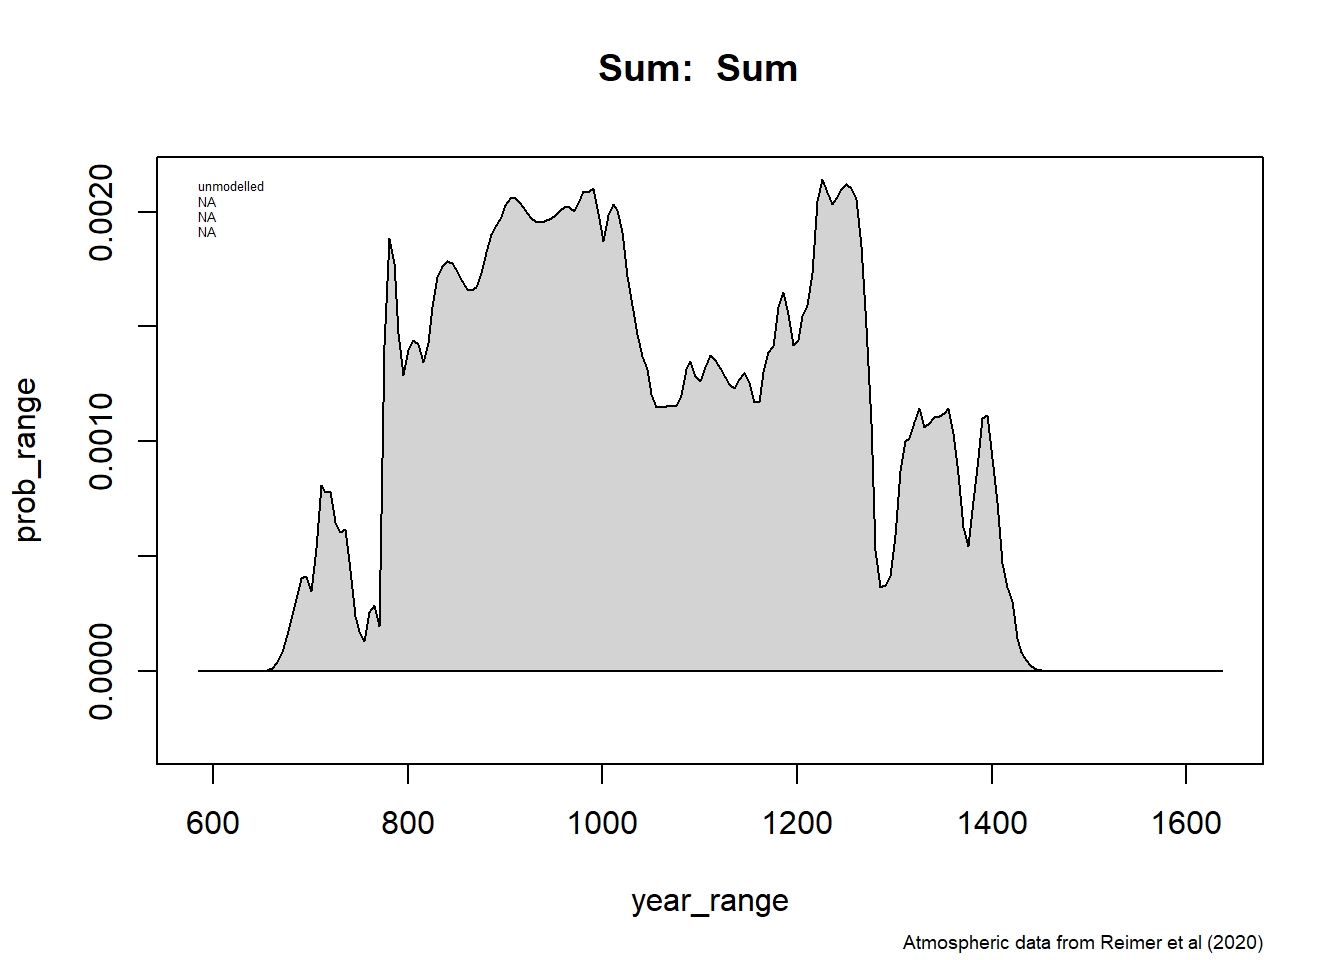 Sum: Sum
unmodelled
NA
NA
NA
0.0020
0.0010
0.0000
prob_range
600 800 1000 1200 1400 1600
year_range
Atmospheric data from Reimer et al (2020)